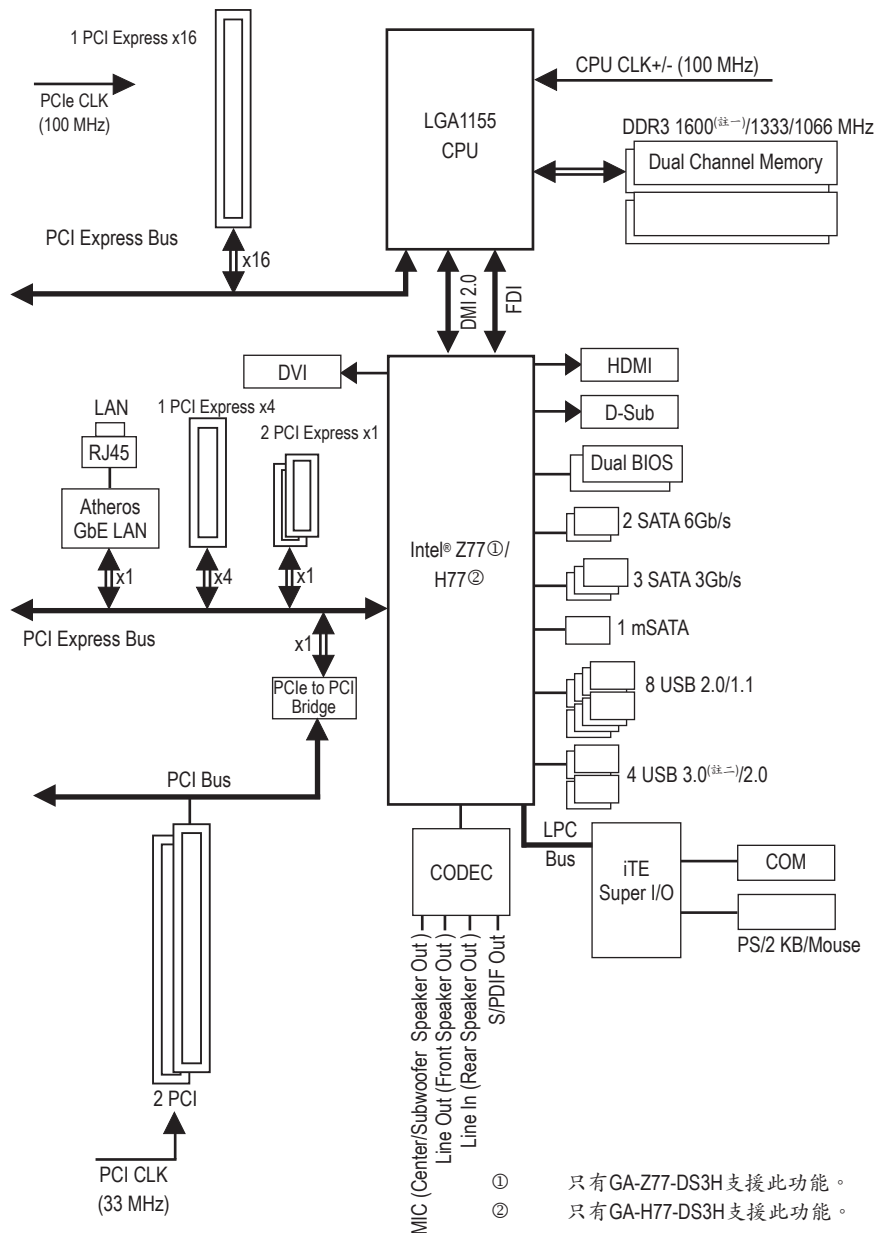 1 PCI Express x16
PCIe CLK
(100 MHz)
LGA1155
CPU
CPU CLK+/- (100 MHz)
DDR3 1600(註一)/1333/1066 MHz
Dual Channel Memory
PCI Express Bus
x16
DMI 2.0
FDI
DVI
HDMI
D-Sub
Dual BIOS
LAN
RJ45
Atheros
GbE LAN
1 PCI Express x4
2 PCI Express x1
x1
x4
x1
Intel® Z77①/
H77②
2 SATA 6Gb/s
3 SATA 3Gb/s
1 mSATA
8 USB 2.0/1.1
4 USB 3.0(註二)/2.0
PCI Express Bus
x1
PCIe to PCI
Bridge
PCI Bus
CODEC
LPC
Bus
iTE
Super I/O
COM
PS/2 KB/Mouse
MIC (Center/Subwoofer Speaker Out )
Line Out (Front Speaker Out )
Line In (Rear Speaker Out )
S/PDIF Out
2 PCI
PCI CLK
(33 MHz)
① 只有GA-Z77-DS3H支援此功能。
② 只有GA-H77-DS3H支援此功能。